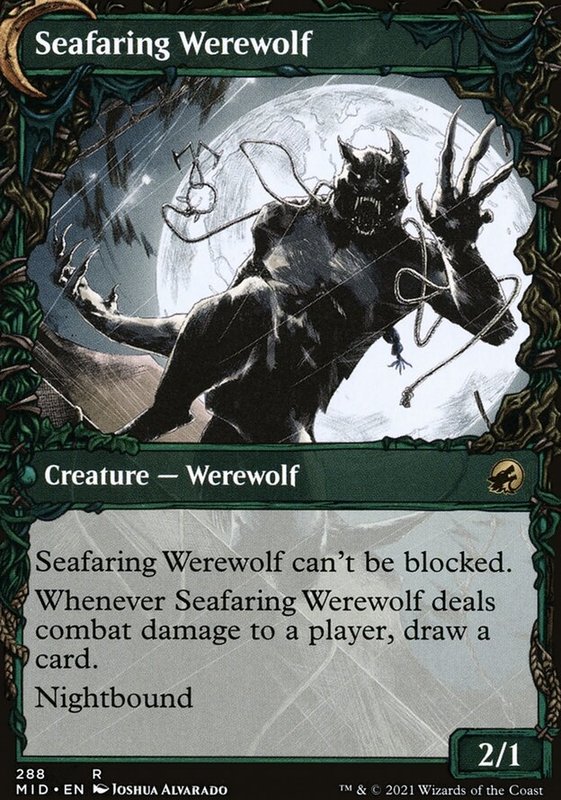 Seafaring Werewolf
Creature — Werewolf
Seafaring Werewolf can't be blocked.
Whenever Seafaring Werewolf deals
combat damage to a player, draw a
card.
Nightbound
2/1
288 R
MID • EN Joshua Alvarado
™ & © 2021 Wizards of the Coast